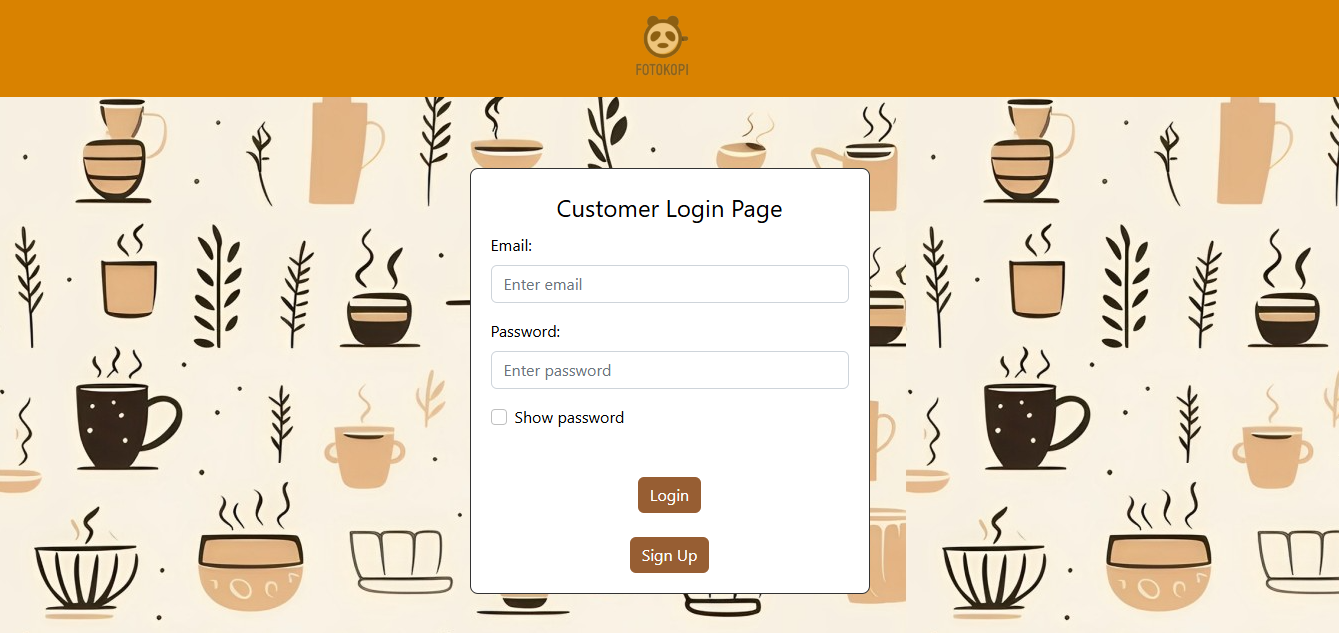 FOTOKOPI
Customer Login Page
Email:
Enter email
Password:
Enter password
Show password
Login
Sign Up